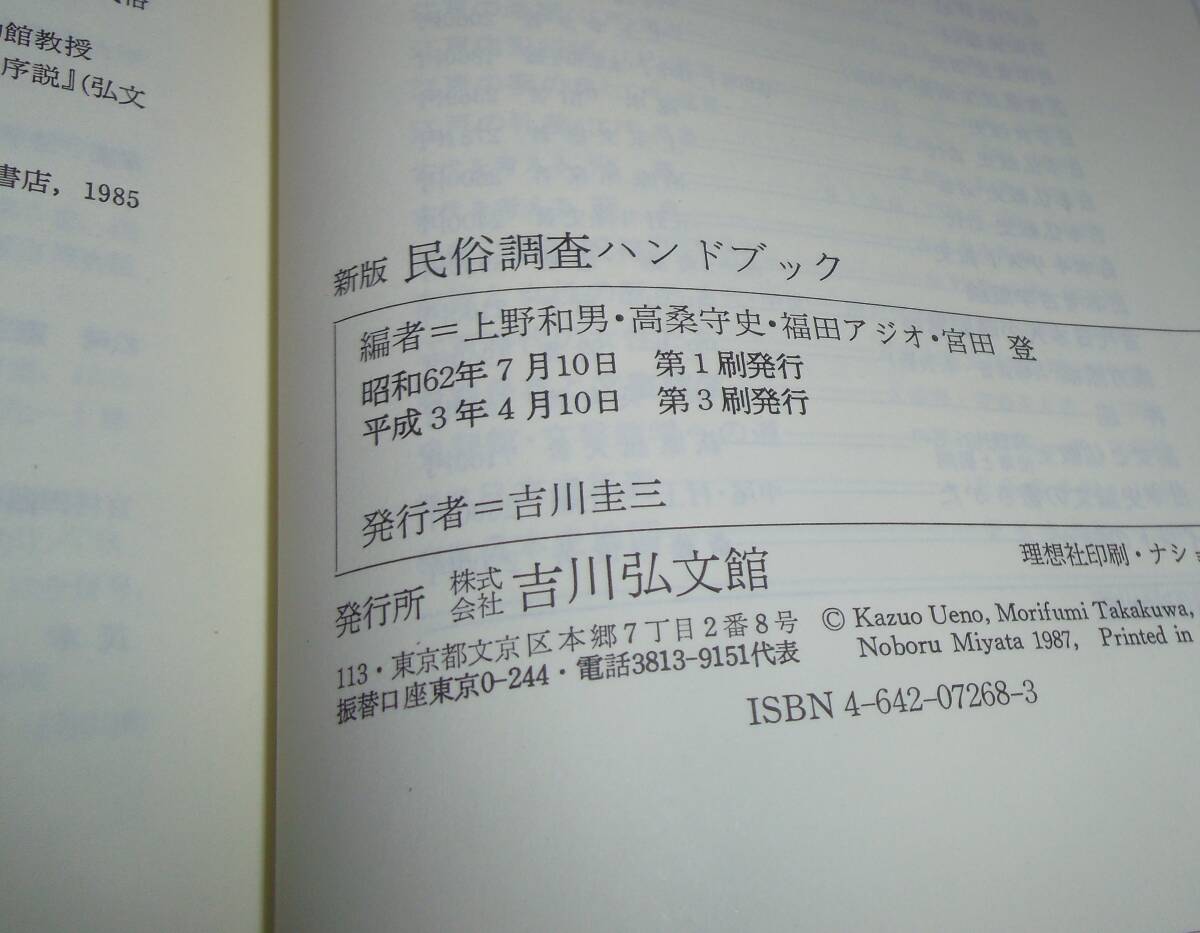 館教授
序説』(弘文
書店, 1985
新版 民俗調査ハンドブック
編者＝上野和男・高桑守史・福田アジオ・宮田 登
昭和62年7月10日 第1刷発行
平成3年4月10日 第3刷発行
発行者＝吉川圭三
発行所 株式会社 吉川弘文館
113・東京都文京区本郷7丁目2番8号
振替口座東京0-244・電話3813-9151代表
理想社印刷・ナショ
© Kazuo Ueno, Morifumi Takakuwa,
Noboru Miyata 1987, Printed in
ISBN 4-642-07268-3